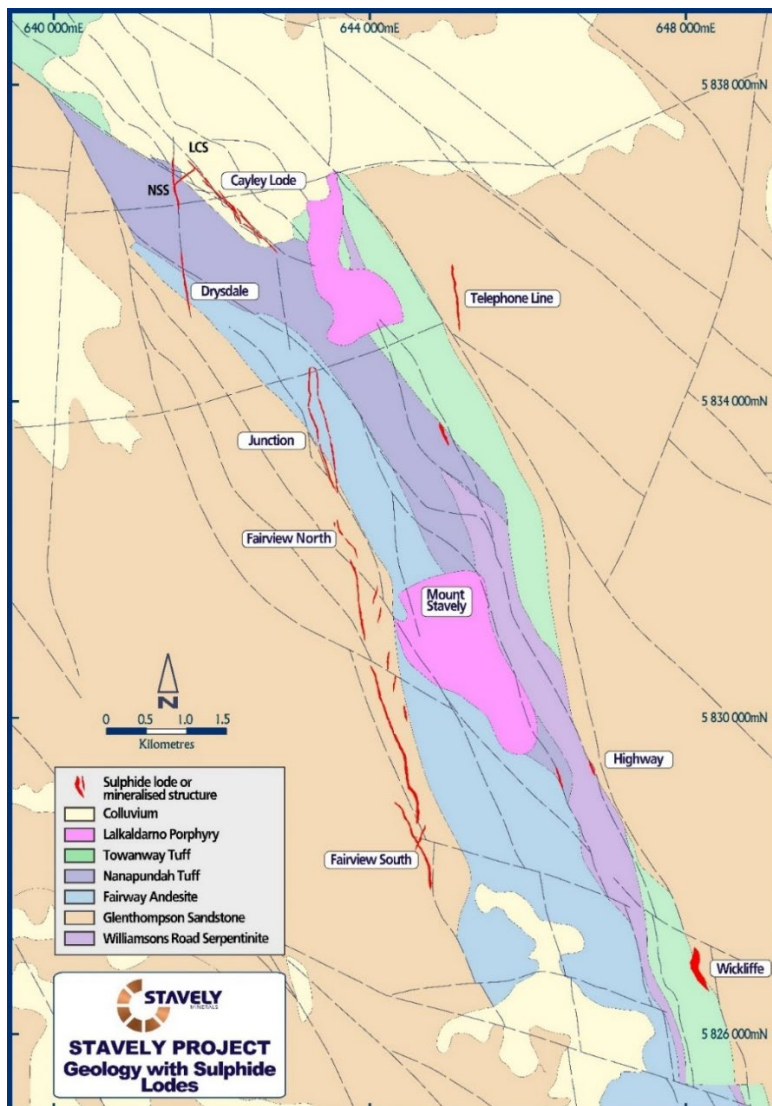 640 000mE
644 000mE
648 000mE
5 838 000mN
LCS
NSS
Cayley Lode
Drysdale
Telephone Line
5 834 000mN
Junction
Fairview North
Mount
Stavely
N
0 0.5 1.0 1.5
Kilometres
5 830 000mN
Highway
Sulphide lode or
mineralised structure
Colluvium
Lalkaldarno Porphyry
Towanway Tuff
Nanapundah Tuff
Fairway Andesite
Glenthompson Sandstone
Williamsons Road Serpentinite
Fairview South
Wickliffe
STAVELY
MINERALS
STAVELY PROJECT
Geology with Sulphide
Lodes
5 826 000mN